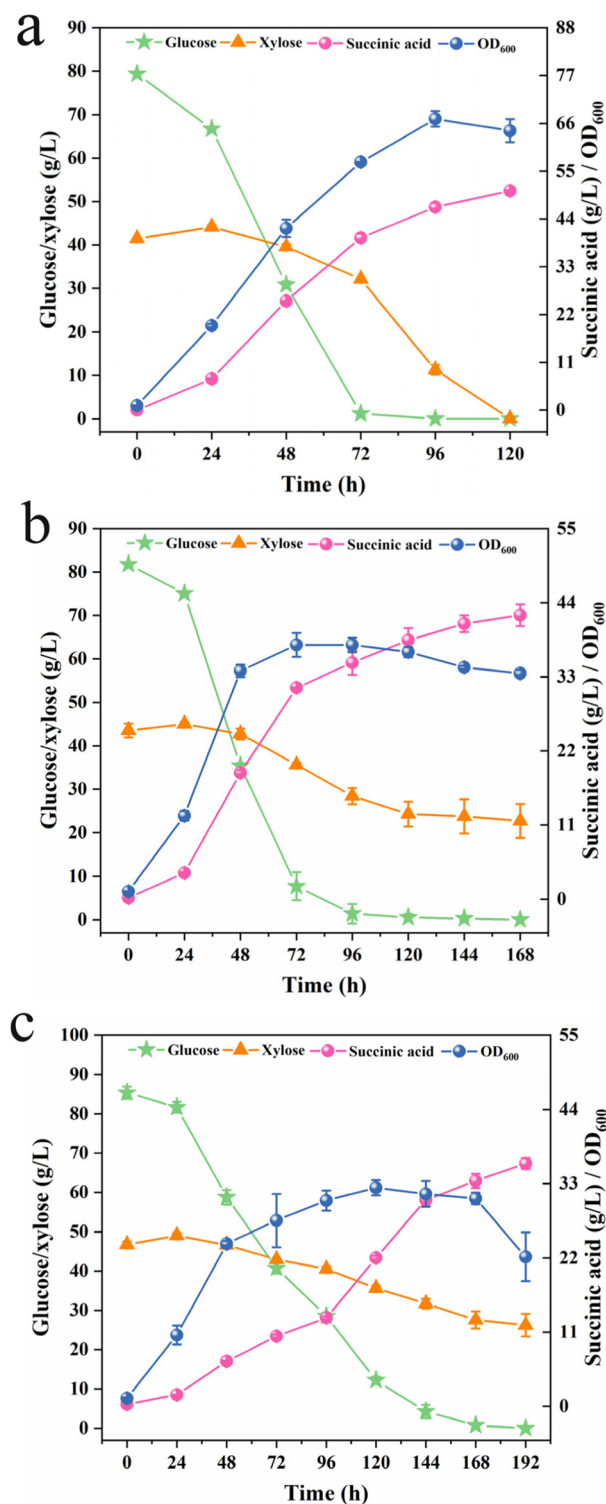 a
Glucose Xylose Succinic acid OD600
Glucose/xylose (g/L)
90
80
70
60
50
40
30
20
10
0
88
77
66
55
44
33
22
11
0
Succinic acid (g/L) / OD600
0 24 48 72 96 120
Time (h)
b
Glucose Xylose Succinic acid OD600
Glucose/xylose (g/L)
90
80
70
60
50
40
30
20
10
0
55
44
33
22
11
0
Succinic acid (g/L) / OD600
0 24 48 72 96 120 144 168
Time (h)
c
Glucose Xylose Succinic acid OD600
Glucose/xylose (g/L)
100
90
80
70
60
50
40
30
20
10
0
55
44
33
22
11
0
Succinic acid (g/L) / OD600
0 24 48 72 96 120 144 168 192
Time (h)